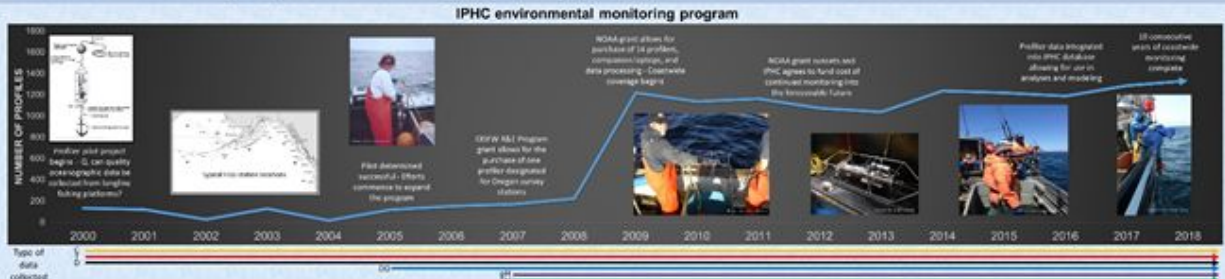 IPHC environmental monitoring program
NUMBER OF PROFILES
1800
1600
1400
1200
1000
800
600
400
200
0
Profiler pilot project
begins - Q, can quality
oceanographic data be
collected from longline
fishing platforms?
Typical FISS station locations
Pilot determined
successful - Efforts
commence to expand
the program
ODFW R&E Program
grant allows for the
purchase of one
profiler designated
for Oregon survey
stations
NOAA grant allows for
purchase of 14 profilers,
companion laptops, and
data processing - Coastwide
coverage begins
NOAA grant sunsets and
IPHC agrees to fund cost of
continued monitoring into
the foreseeable future
Profiler data integrated
into IPHC database
allowing for use in
analyses and modeling
10 consecutive
years of coastwide
monitoring
complete
2000 2001 2002 2003 2004 2005 2006 2007 2008 2009 2010 2011 2012 2013 2014 2015 2016 2017 2018
Type of
data
collected
C
T
D
DO
pH